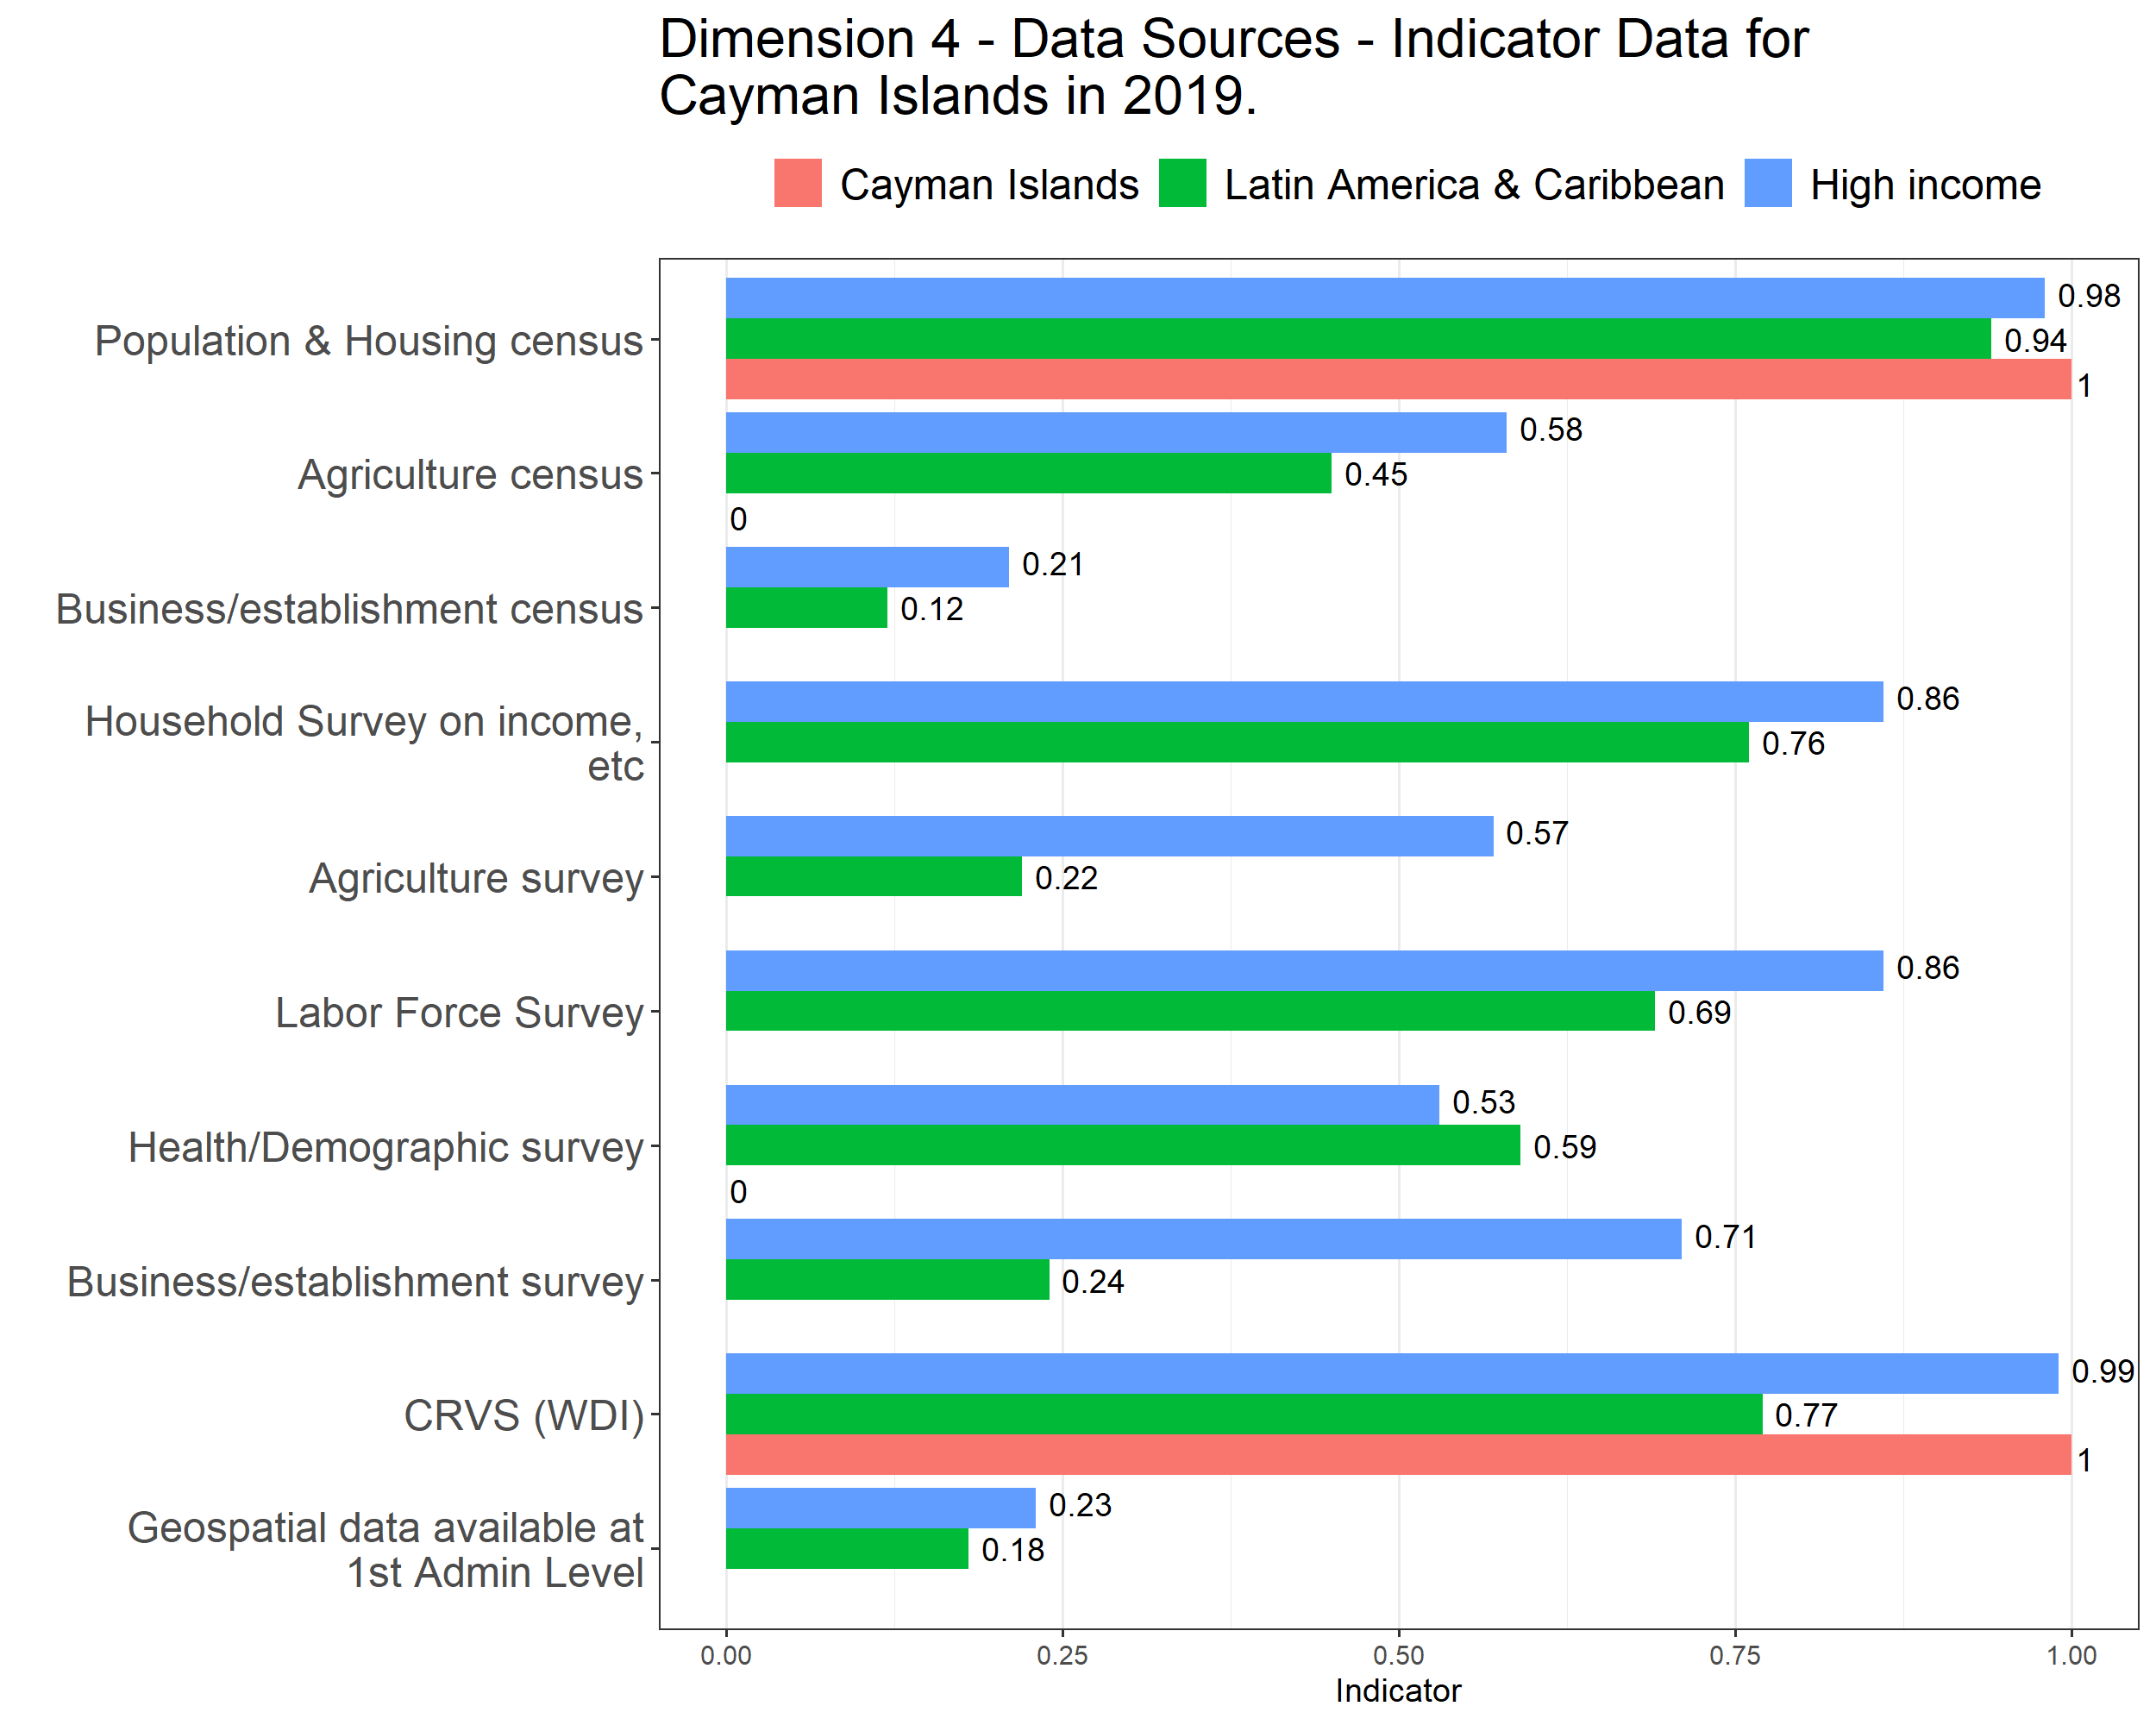 Dimension 4 - Data Sources - Indicator Data for
Cayman Islands in 2019.
Cayman Islands
Latin America & Caribbean
High income
Population & Housing census
0.98
0.94
1
Agriculture census
0.58
0.45
0
Business/establishment census
0.21
0.12
Household Survey on income,
etc
0.86
0.76
Agriculture survey
0.57
0.22
Labor Force Survey
0.86
0.69
Health/Demographic survey
0.53
0.59
0
Business/establishment survey
0.71
0.24
CRVS (WDI)
0.99
0.77
1
Geospatial data available at
1st Admin Level
0.23
0.18
0.00
0.25
0.50
0.75
1.00
Indicator